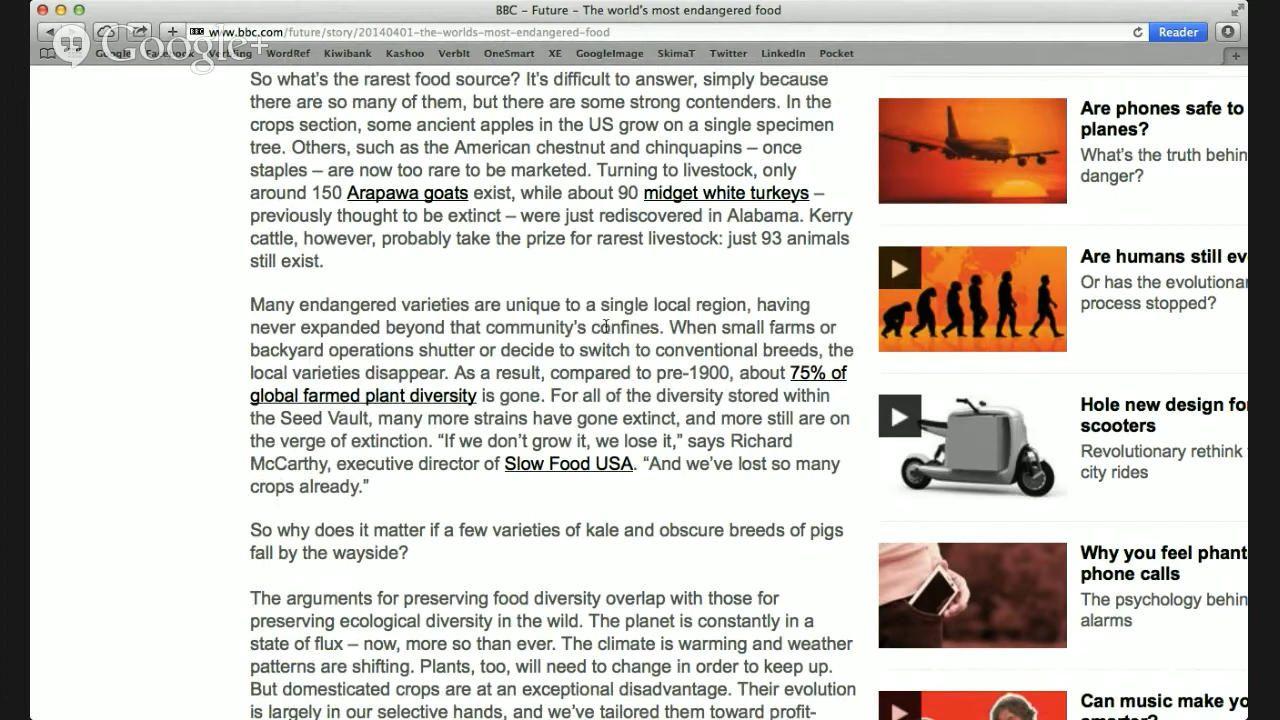 BBC – Future – The world's most endangered food
www.bbc.com/future/story/20140401-the-worlds-most-endangered-food
Reader
Google+
WordRef Kiwibank Kashoo Verblt OneSmart XE GoogleImage SkimaT Twitter LinkedIn Pocket
So what's the rarest food source? It's difficult to answer, simply because
there are so many of them, but there are some strong contenders. In the
crops section, some ancient apples in the US grow on a single specimen
tree. Others, such as the American chestnut and chinquapins – once
staples – are now too rare to be marketed. Turning to livestock, only
around 150 Arapawa goats exist, while about 90 midget white turkeys –
previously thought to be extinct – were just rediscovered in Alabama. Kerry
cattle, however, probably take the prize for rarest livestock: just 93 animals
still exist.
Many endangered varieties are unique to a single local region, having
never expanded beyond that community's confines. When small farms or
backyard operations shutter or decide to switch to conventional breeds, the
local varieties disappear. As a result, compared to pre-1900, about 75% of
global farmed plant diversity is gone. For all of the diversity stored within
the Seed Vault, many more strains have gone extinct, and more still are on
the verge of extinction. “If we don't grow it, we lose it,” says Richard
McCarthy, executive director of Slow Food USA. “And we've lost so many
crops already.”
So why does it matter if a few varieties of kale and obscure breeds of pigs
fall by the wayside?
The arguments for preserving food diversity overlap with those for
preserving ecological diversity in the wild. The planet is constantly in a
state of flux – now, more so than ever. The climate is warming and weather
patterns are shifting. Plants, too, will need to change in order to keep up.
But domesticated crops are at an exceptional disadvantage. Their evolution
is largely in our selective hands, and we've tailored them toward profit-
Are phones safe to
planes?
What's the truth behin
danger?
Are humans still ev
Or has the evolutiona
process stopped?
Hole new design fo
scooters
Revolutionary rethink
city rides
Why you feel phant
phone calls
The psychology behin
alarms
Can music make yo